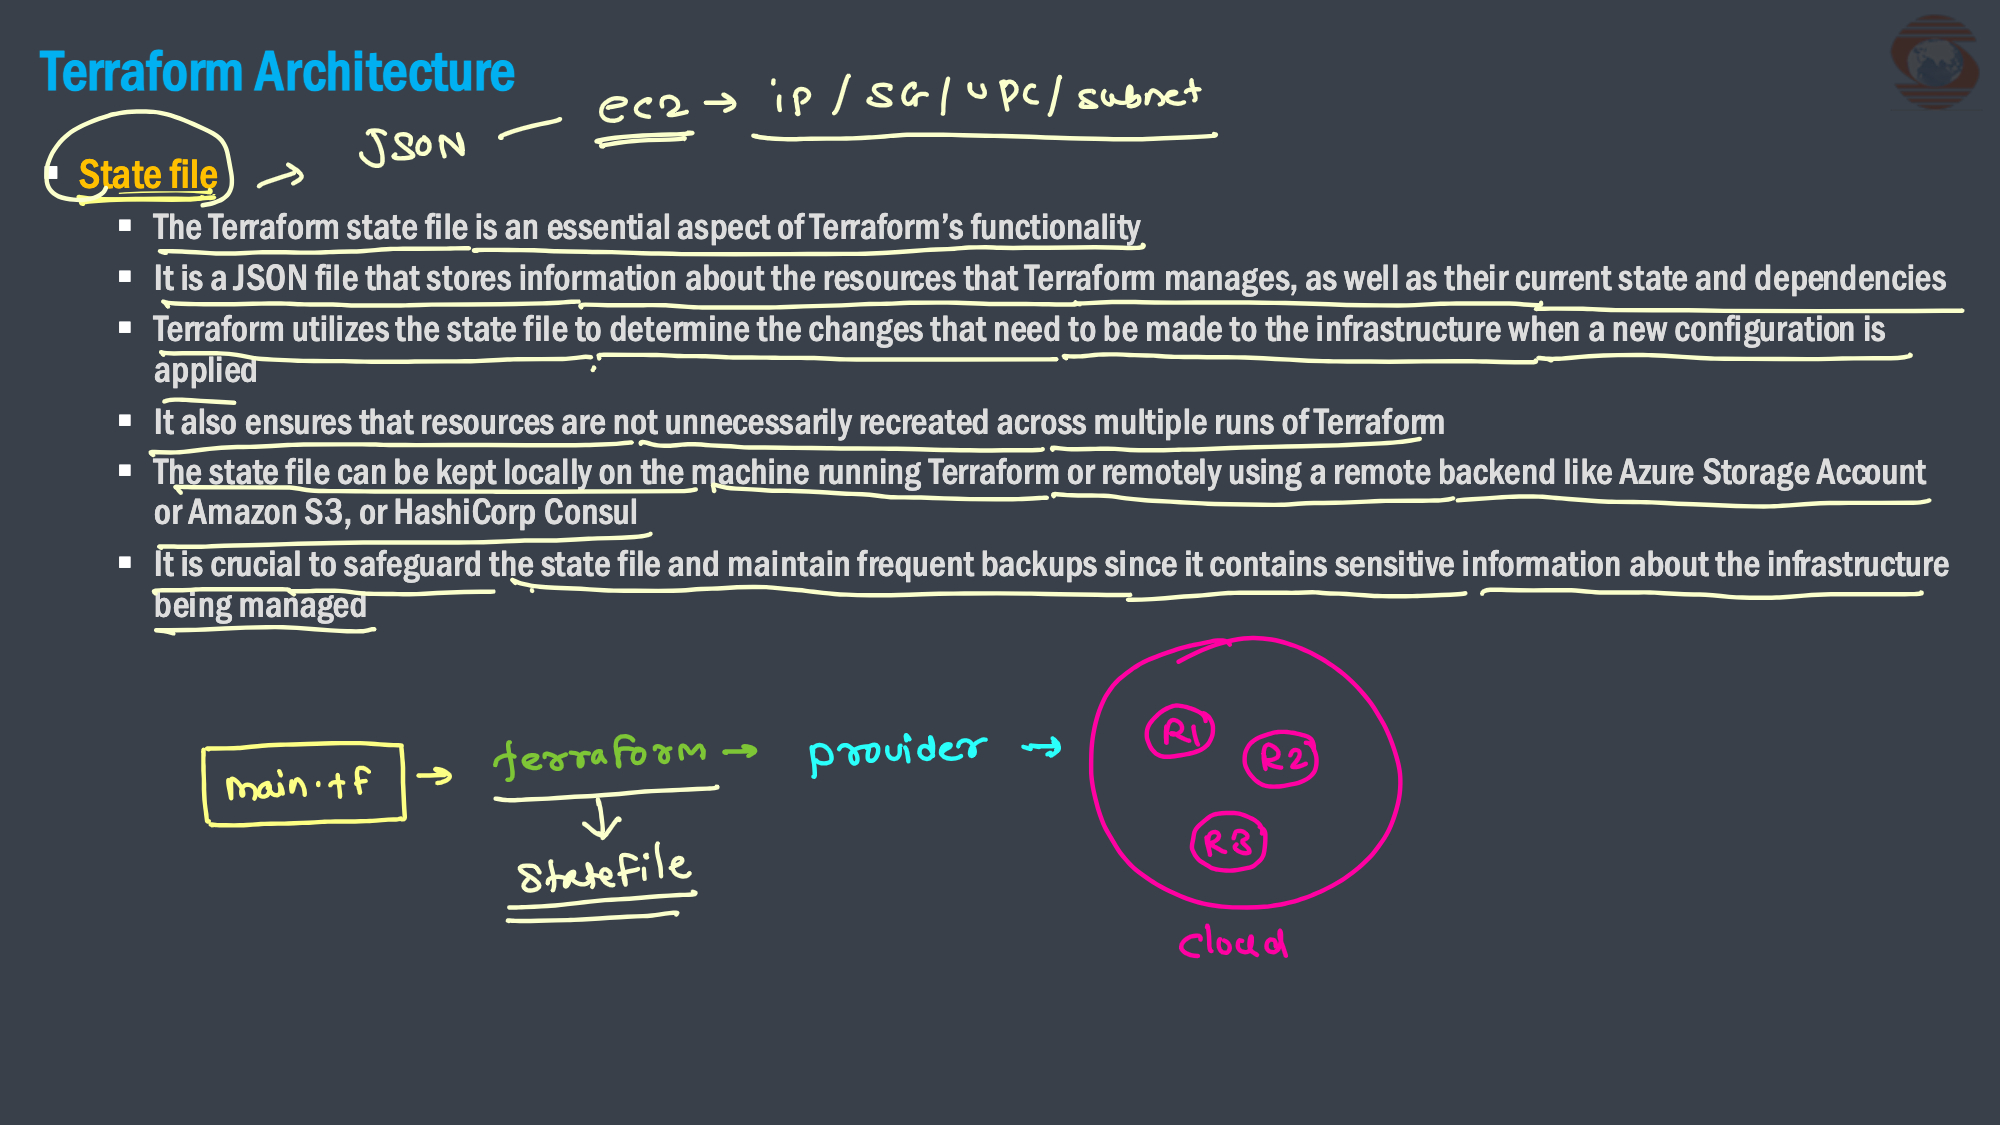 Terraform Architecture
ec2 → ip / SG / VPC / subnet
JSON
State file →
The Terraform state file is an essential aspect of Terraform’s functionality
It is a JSON file that stores information about the resources that Terraform manages, as well as their current state and dependencies
Terraform utilizes the state file to determine the changes that need to be made to the infrastructure when a new configuration is
applied
It also ensures that resources are not unnecessarily recreated across multiple runs of Terraform
The state file can be kept locally on the machine running Terraform or remotely using a remote backend like Azure Storage Account
or Amazon S3, or HashiCorp Consul
It is crucial to safeguard the state file and maintain frequent backups since it contains sensitive information about the infrastructure
being managed
R1
R2
main.tf → terraform → provider →
R3
statefile
cloud